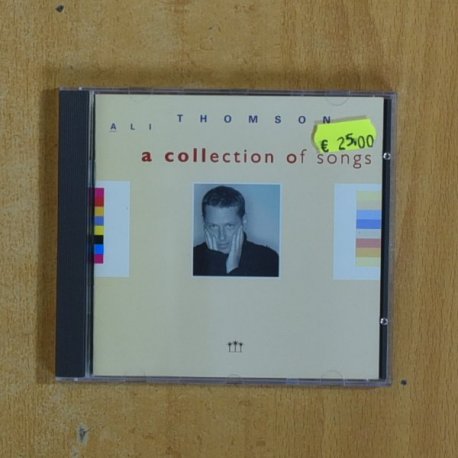 ALI THOMSON
€ 25,00
a collection of songs